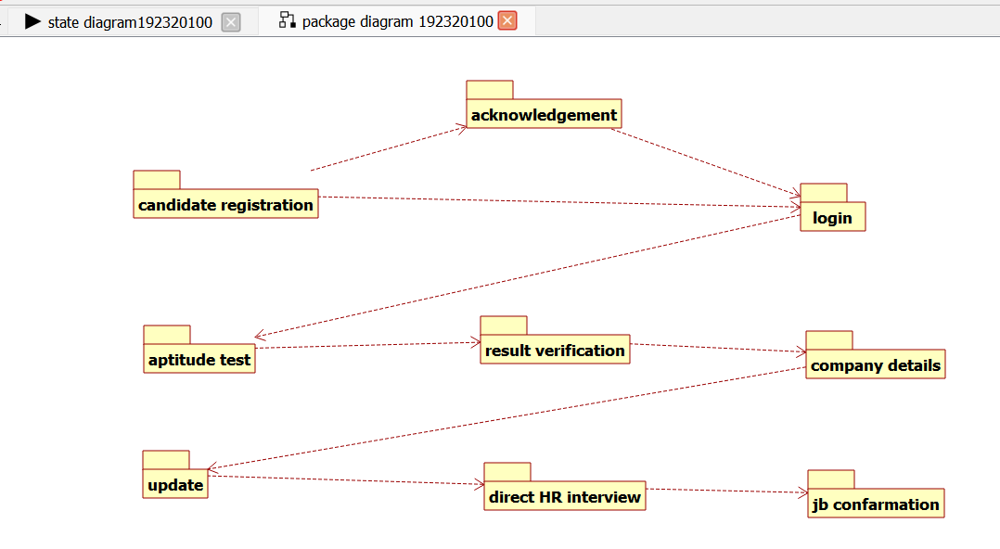 state diagram192320100
package diagram 192320100
acknowledgement
candidate registration
login
aptitude test
result verification
company details
update
direct HR interview
jb confarmation